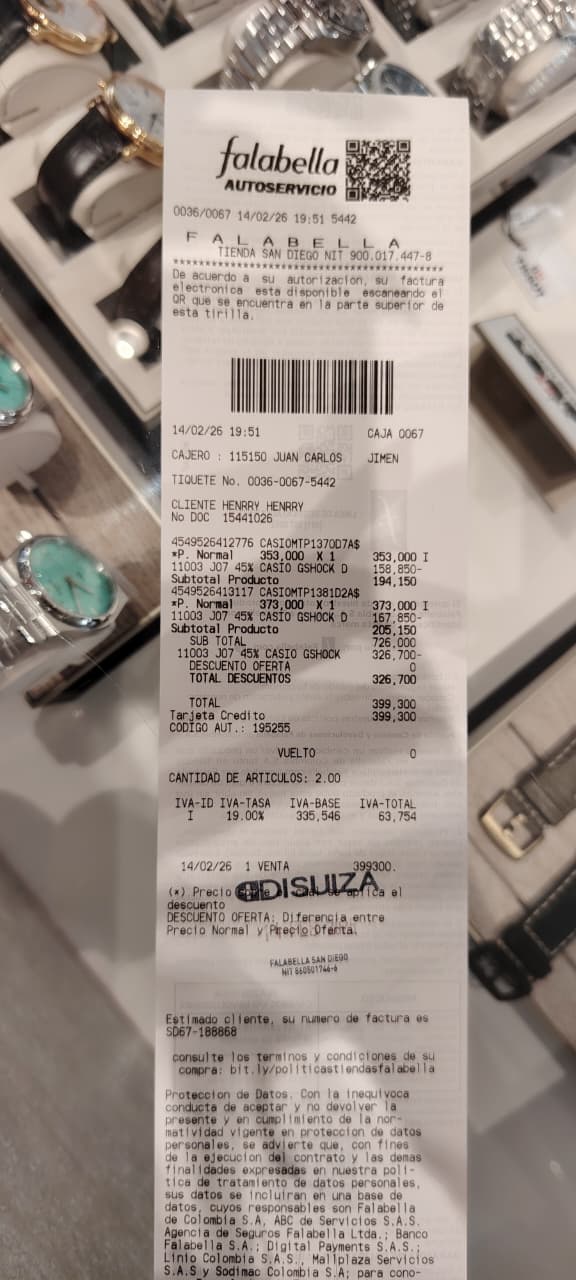 falabella
AUTOSERVICIO
0036/0067 14/02/26 19:51 5442
F A L A B E L L A
TIENDA SAN DIEGO NIT 900.017.447-8
******************************************
De acuerdo a su autorizacion, su factura
electronica esta disponible escaneando el
QR que se encuentra en la parte superior de
esta tirilla.
14/02/26 19:51 CAJA 0067
CAJERO : 115150 JUAN CARLOS JIMEN
TIQUETE No. 0036-0067-5442
CLIENTE HENRRY HENRRY
No DOC 15441026
4549526412776 CASIOMTP1370D7A$
*P. Normal 353,000 X 1 353,000 I
11003 J07 45% CASIO GSHOCK D 158,850-
Subtotal Producto 194,150
4549526413117 CASIOMTP1381D2A$
*P. Normal 373,000 X 1 373,000 I
11003 J07 45% CASIO GSHOCK D 167,850-
Subtotal Producto 205,150
SUB TOTAL 726,000
11003 J07 45% CASIO GSHOCK 326,700-
DESCUENTO OFERTA 0
TOTAL DESCUENTOS 326,700
TOTAL 399,300
Tarjeta Credito 399,300
CODIGO AUT.: 195255
VUELTO 0
CANTIDAD DE ARTICULOS: 2.00
IVA-ID IVA-TASA IVA-BASE IVA-TOTAL
I 19.00% 335,546 63,754
14/02/26 1 VENTA 399300.
DISUIZA
(*) Precio sobre el cual se aplica el
descuento
DESCUENTO OFERTA: Diferencia entre
Precio Normal y Precio Oferta.
FALABELLA SAN DIEGO
NIT 860501746-6
Estimado cliente, su numero de factura es
SD67-188868
consulte los terminos y condiciones de su
compra: bit.ly/politicastiendasfalabella
Proteccion de Datos. Con la inequivoca
conducta de aceptar y no devolver la
presente y en cumplimiento de la nor-
matividad vigente en proteccion de datos
personales, se advierte que, con fines
de la ejecucion del contrato y las demas
finalidades expresadas en nuestra poli-
tica de tratamiento de datos personales,
sus datos se incluiran en una base de
datos, cuyos responsables son Falabella
de Colombia S.A, ABC de Servicios S.A.S.
Agencia de Seguros Falabella Ltda.; Banco
Falabella S.A.; Digital Payments S.A.S.;
Linio Colombia S.A.S., Mallplaza Servicios
S.A.S y Sodimac Colombia S.A; para cono-